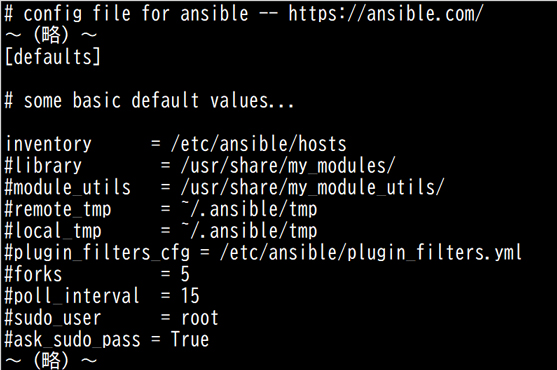 # config file for ansible -- https://ansible.com/
～（略）～
[defaults]

# some basic default values...

inventory      = /etc/ansible/hosts
#library        = /usr/share/my_modules/
#module_utils   = /usr/share/my_module_utils/
#remote_tmp     = ~/.ansible/tmp
#local_tmp      = ~/.ansible/tmp
#plugin_filters_cfg = /etc/ansible/plugin_filters.yml
#forks          = 5
#poll_interval  = 15
#sudo_user      = root
#ask_sudo_pass = True
～（略）～